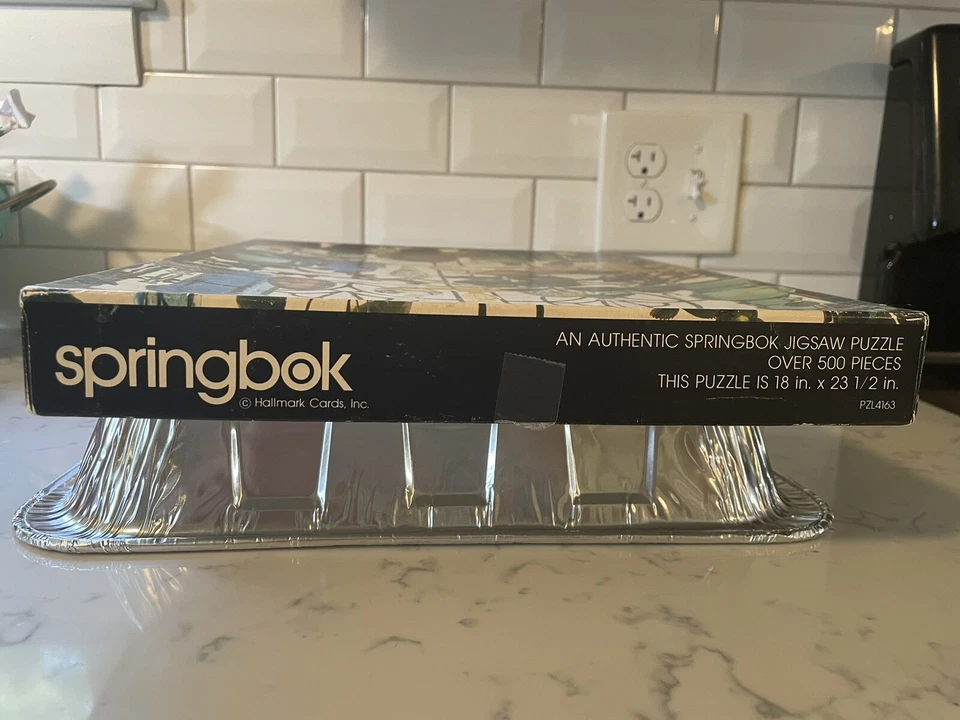 springbok
© Hallmark Cards, Inc.
AN AUTHENTIC SPRINGBOK JIGSAW PUZZLE
OVER 500 PIECES
THIS PUZZLE IS 18 in. x 23 1/2 in.
PZL4163